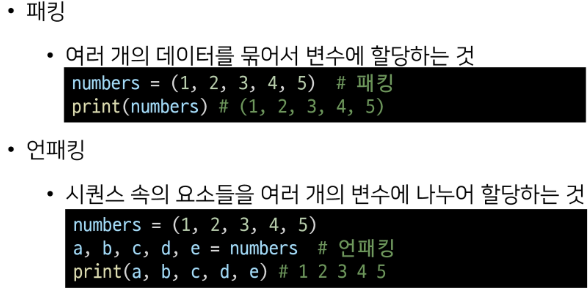 • 패킹
• 여러 개의 데이터를 묶어서 변수에 할당하는 것
numbers = (1, 2, 3, 4, 5)  # 패킹
print(numbers) # (1, 2, 3, 4, 5)
• 언패킹
• 시퀀스 속의 요소들을 여러 개의 변수에 나누어 할당하는 것
numbers = (1, 2, 3, 4, 5)
a, b, c, d, e = numbers  # 언패킹
print(a, b, c, d, e) # 1 2 3 4 5